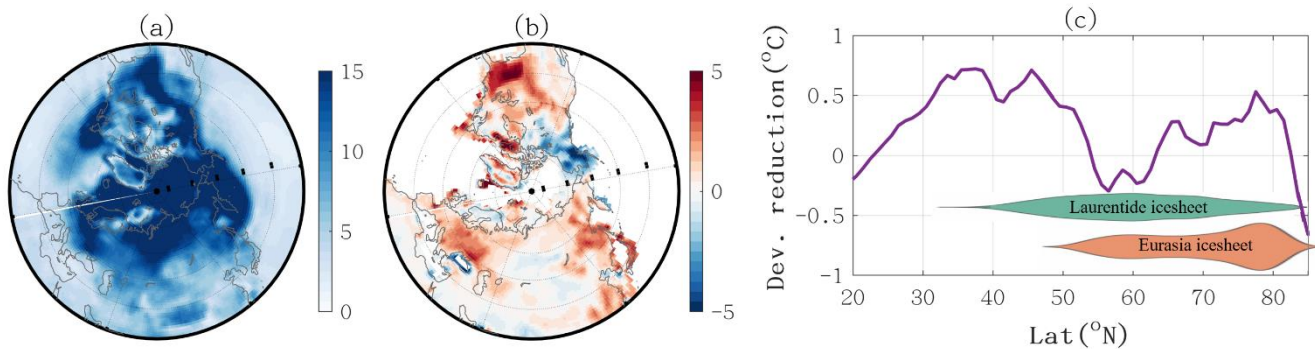 (a)
15
10
5
0
(b)
5
0
-5
(c)
Dev. reduction(°C)
1
0.5
0
-0.5
-1
Laurentide icesheet
Eurasia icesheet
20 30 40 50 60 70 80
Lat(°N)